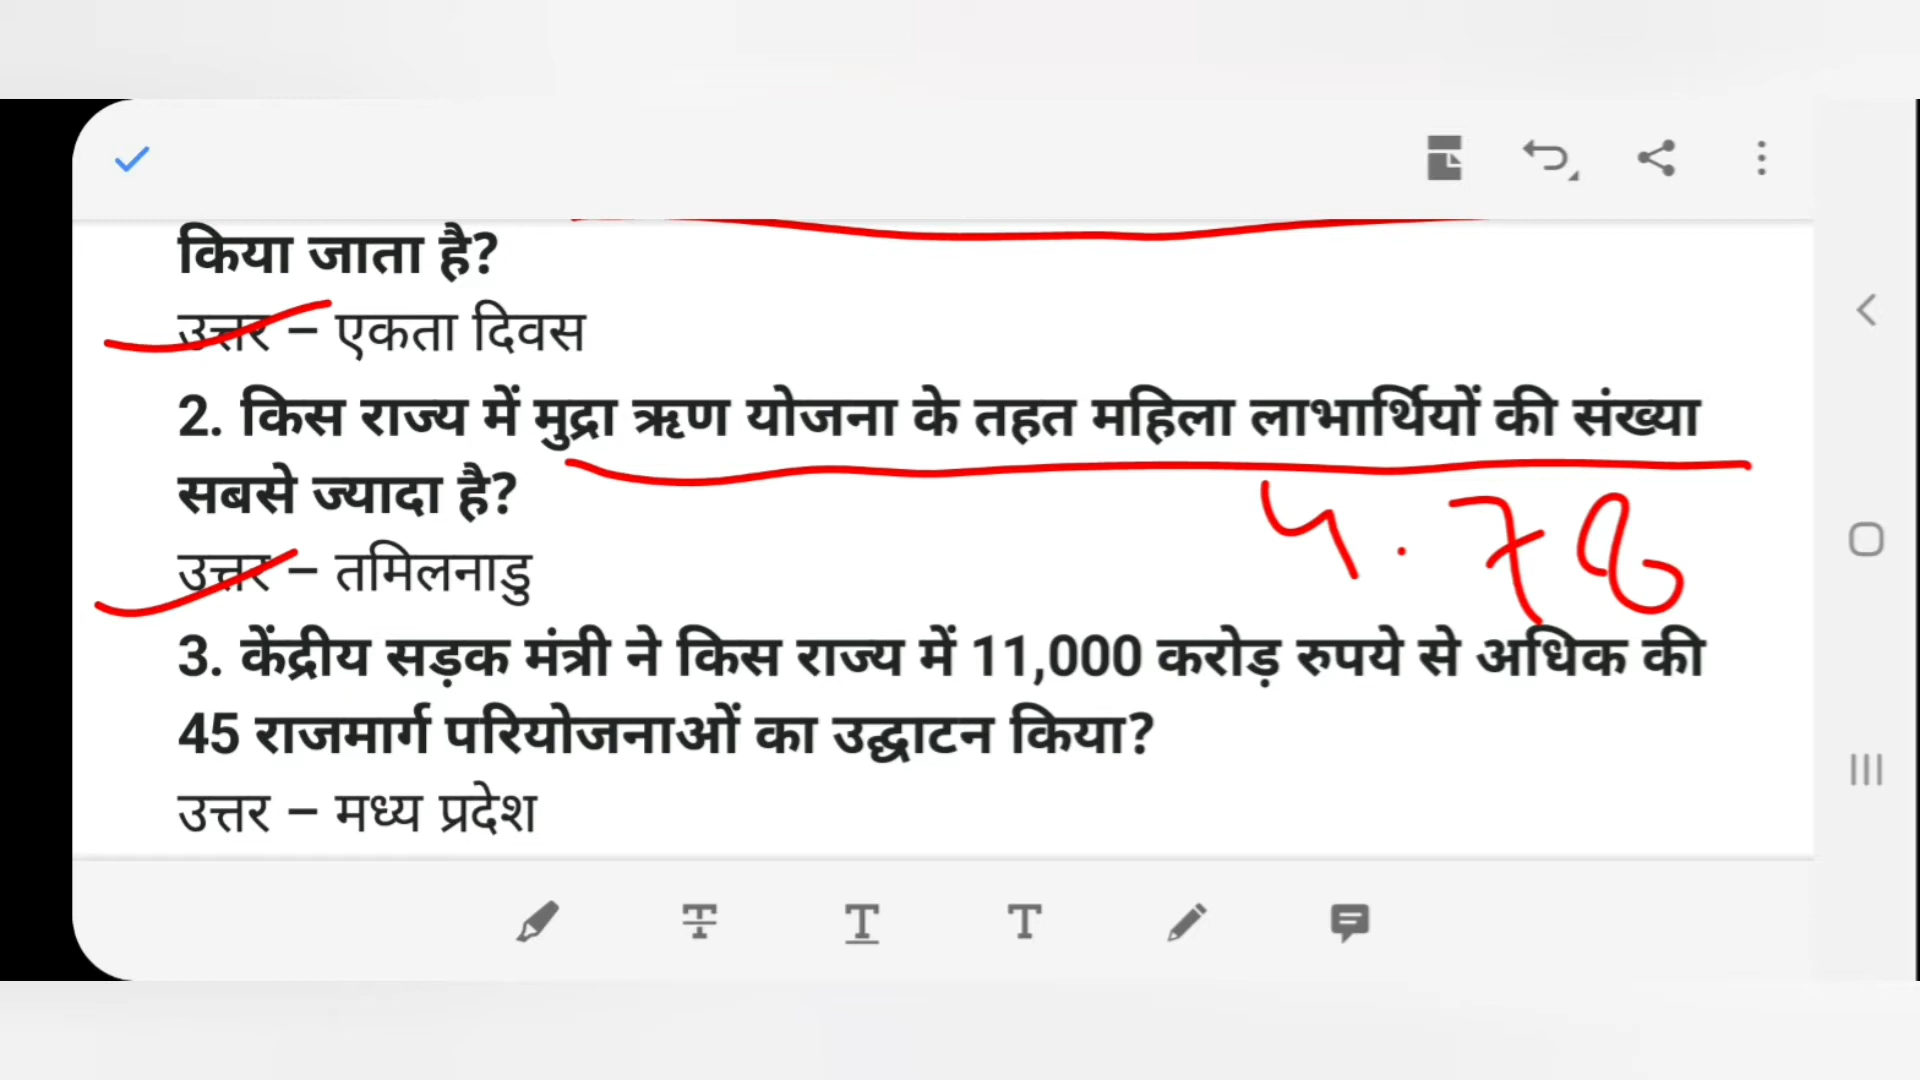 किया जाता है?
उत्तर – एकता दिवस
2. किस राज्य में मुद्रा ऋण योजना के तहत महिला लाभार्थियों की संख्या
सबसे ज्यादा है?
4.78
उत्तर – तमिलनाडु
3. केंद्रीय सड़क मंत्री ने किस राज्य में 11,000 करोड़ रुपये से अधिक की
45 राजमार्ग परियोजनाओं का उद्घाटन किया?
उत्तर – मध्य प्रदेश